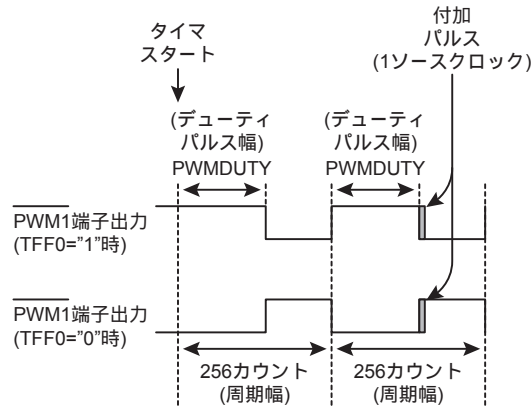 タイマ
スタート
付加
パルス
(1ソースクロック)
(デューティ
パルス幅)
PWMDUTY
(デューティ
パルス幅)
PWMDUTY
PWM1端子出力
(TFF0=”1”時)
PWM1端子出力
(TFF0=”0”時)
256カウント
(周期幅)
256カウント
(周期幅)